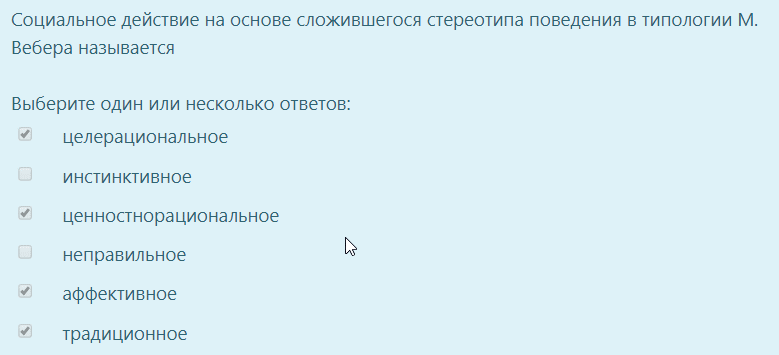 Социальное действие на основе сложившегося стереотипа поведения в типологии М.
Вебера называется
Выберите один или несколько ответов:
целерациональное
инстинктивное
ценностнорациональное
неправильное
аффективное
традиционное